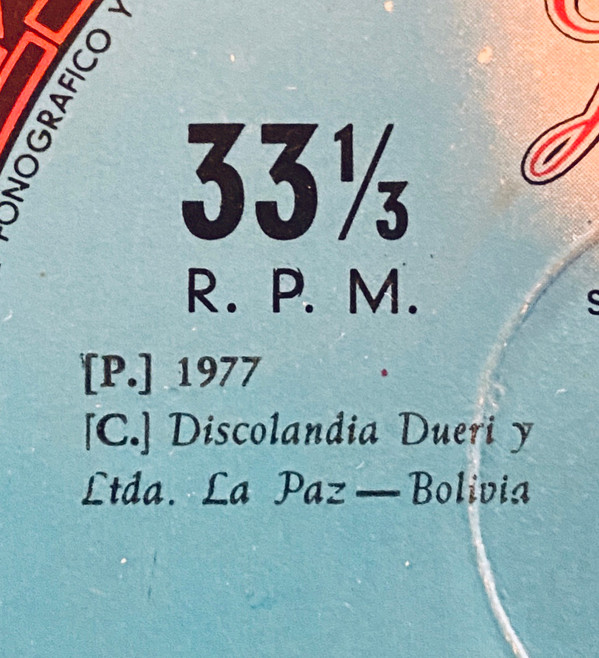 FONOGRAFICO Y
33⅓
R. P. M.
[P.] 1977
[C.] Discolandia Dueri y
Ltda. La Paz — Bolivia